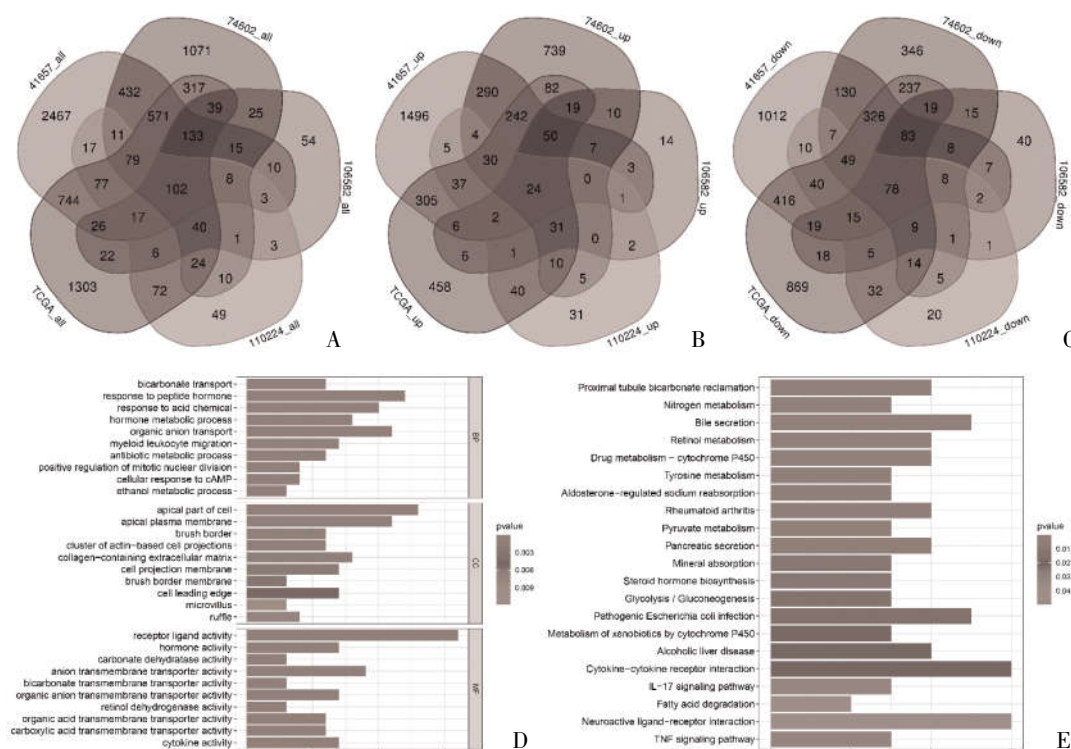 74602_all
41657_all
1071
432
317
25
2467
571
39
54
11
133
15
17
79
10
77
102
8
3
744
106582_all
26
17
40
1
3
22
6
24
10
1303
72
49
TCGA_all
110224_all
A
74602_up
41657_up
739
290
82
10
1496
242
19
14
4
50
7
5
30
3
37
24
0
1
305
106582_up
6
2
31
0
2
6
1
10
5
458
40
31
TCGA_up
110224_up
B
74602_down
41657_down
346
130
237
15
1012
326
19
40
7
83
8
10
49
7
40
78
8
2
416
106582_down
19
15
9
1
1
18
5
14
5
869
32
20
TCGA_down
110224_down
C
bicarbonate transport
response to peptide hormone
response to acid chemical
hormone metabolic process
organic anion transport
myeloid leukocyte migration
antibiotic metabolic process
positive regulation of mitotic nuclear division
cellular response to cAMP
ethanol metabolic process
BP
apical part of cell
apical plasma membrane
brush border
cluster of actin-based cell projections
collagen-containing extracellular matrix
cell projection membrane
brush border membrane
cell leading edge
microvillus
ruffle
CC
receptor ligand activity
hormone activity
carbonate dehydratase activity
anion transmembrane transporter activity
bicarbonate transmembrane transporter activity
organic anion transmembrane transporter activity
retinol dehydrogenase activity
organic acid transmembrane transporter activity
carboxylic acid transmembrane transporter activity
cytokine activity
MF
pvalue
0.003
0.006
0.009
D
Proximal tubule bicarbonate reclamation
Nitrogen metabolism
Bile secretion
Retinol metabolism
Drug metabolism − cytochrome P450
Tyrosine metabolism
Aldosterone−regulated sodium reabsorption
Rheumatoid arthritis
Pyruvate metabolism
Pancreatic secretion
Mineral absorption
Steroid hormone biosynthesis
Glycolysis / Gluconeogenesis
Pathogenic Escherichia coli infection
Metabolism of xenobiotics by cytochrome P450
Alcoholic liver disease
Cytokine−cytokine receptor interaction
IL−17 signaling pathway
Fatty acid degradation
Neuroactive ligand−receptor interaction
TNF signaling pathway
pvalue
0.01
0.02
0.03
0.04
E